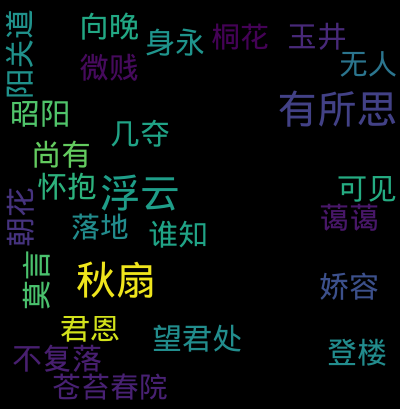 阳关道
向晚
身永
桐花
玉井
无人
微贱
有所思
昭阳
几夺
尚有
怀抱
浮云
可见
蔼蔼
朝花
落地
谁知
莫言
秋扇
娇容
君恩
望君处
登楼
不复落
苍苔春院